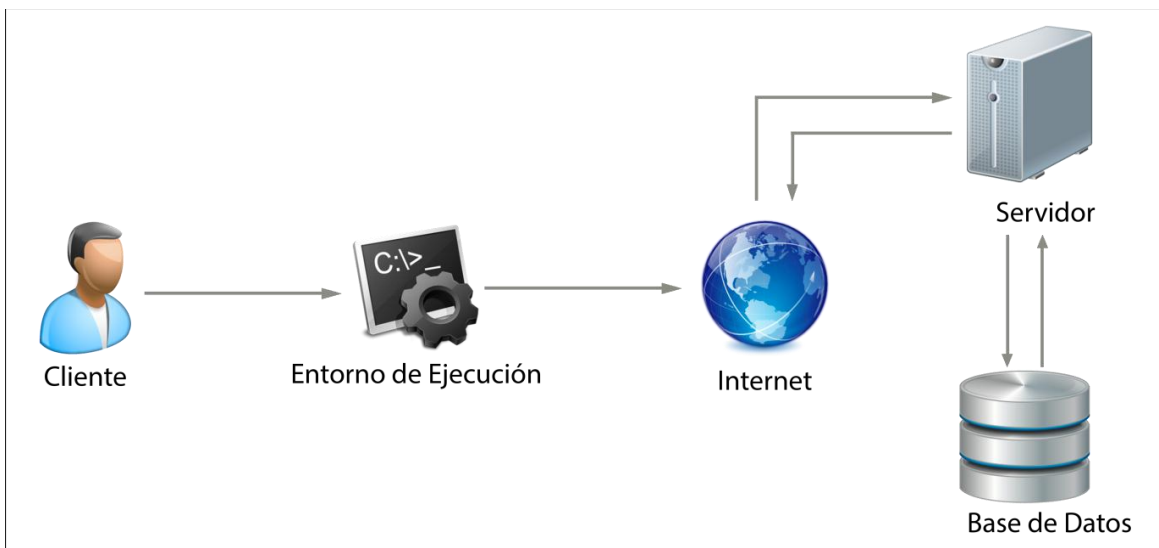 Servidor
C:\>_
Cliente
Entorno de Ejecución
Internet
Base de Datos